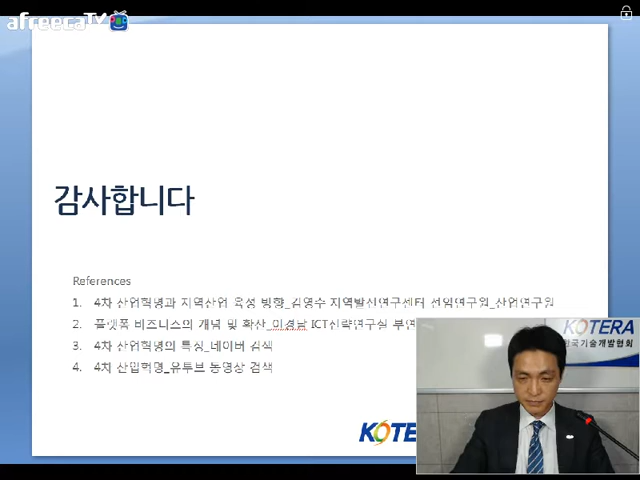 afreecaTV
감사합니다
References
1. 4차 산업혁명과 지역산업 육성 방향_김영수 지역발전연구센터 선임연구원_산업연구원
2. 플랫폼 비즈니스의 개념 및 확산_이경남 ICT전략연구실 부연
3. 4차 산업혁명의 특징_네이버 검색
4. 4차 산업혁명_유투브 동영상 검색
KOTE
KOTERA
한국기술개발협회